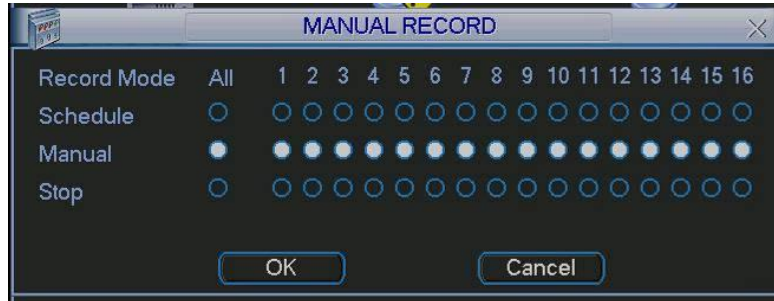 MANUAL RECORD
Record Mode All 1 2 3 4 5 6 7 8 9 10 11 12 13 14 15 16
Schedule
Manual
Stop
OK Cancel